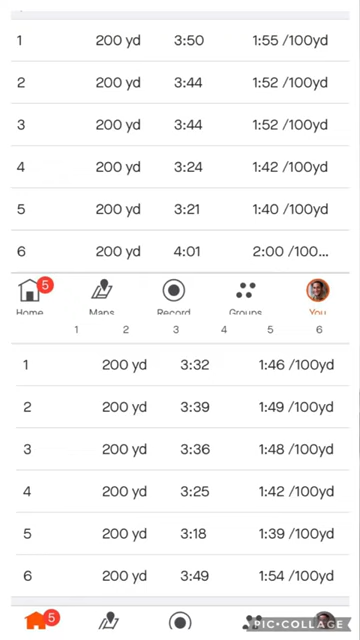 1 200 yd 3:50 1:55 /100yd
2 200 yd 3:44 1:52 /100yd
3 200 yd 3:44 1:52 /100yd
4 200 yd 3:24 1:42 /100yd
5 200 yd 3:21 1:40 /100yd
6 200 yd 4:01 2:00 /100...
5
Home Maps Record Groups You
1 2 3 4 5 6
1 200 yd 3:32 1:46 /100yd
2 200 yd 3:39 1:49 /100yd
3 200 yd 3:36 1:48 /100yd
4 200 yd 3:25 1:42 /100yd
5 200 yd 3:18 1:39 /100yd
6 200 yd 3:49 1:54 /100yd
5
PIC•COLLAGE